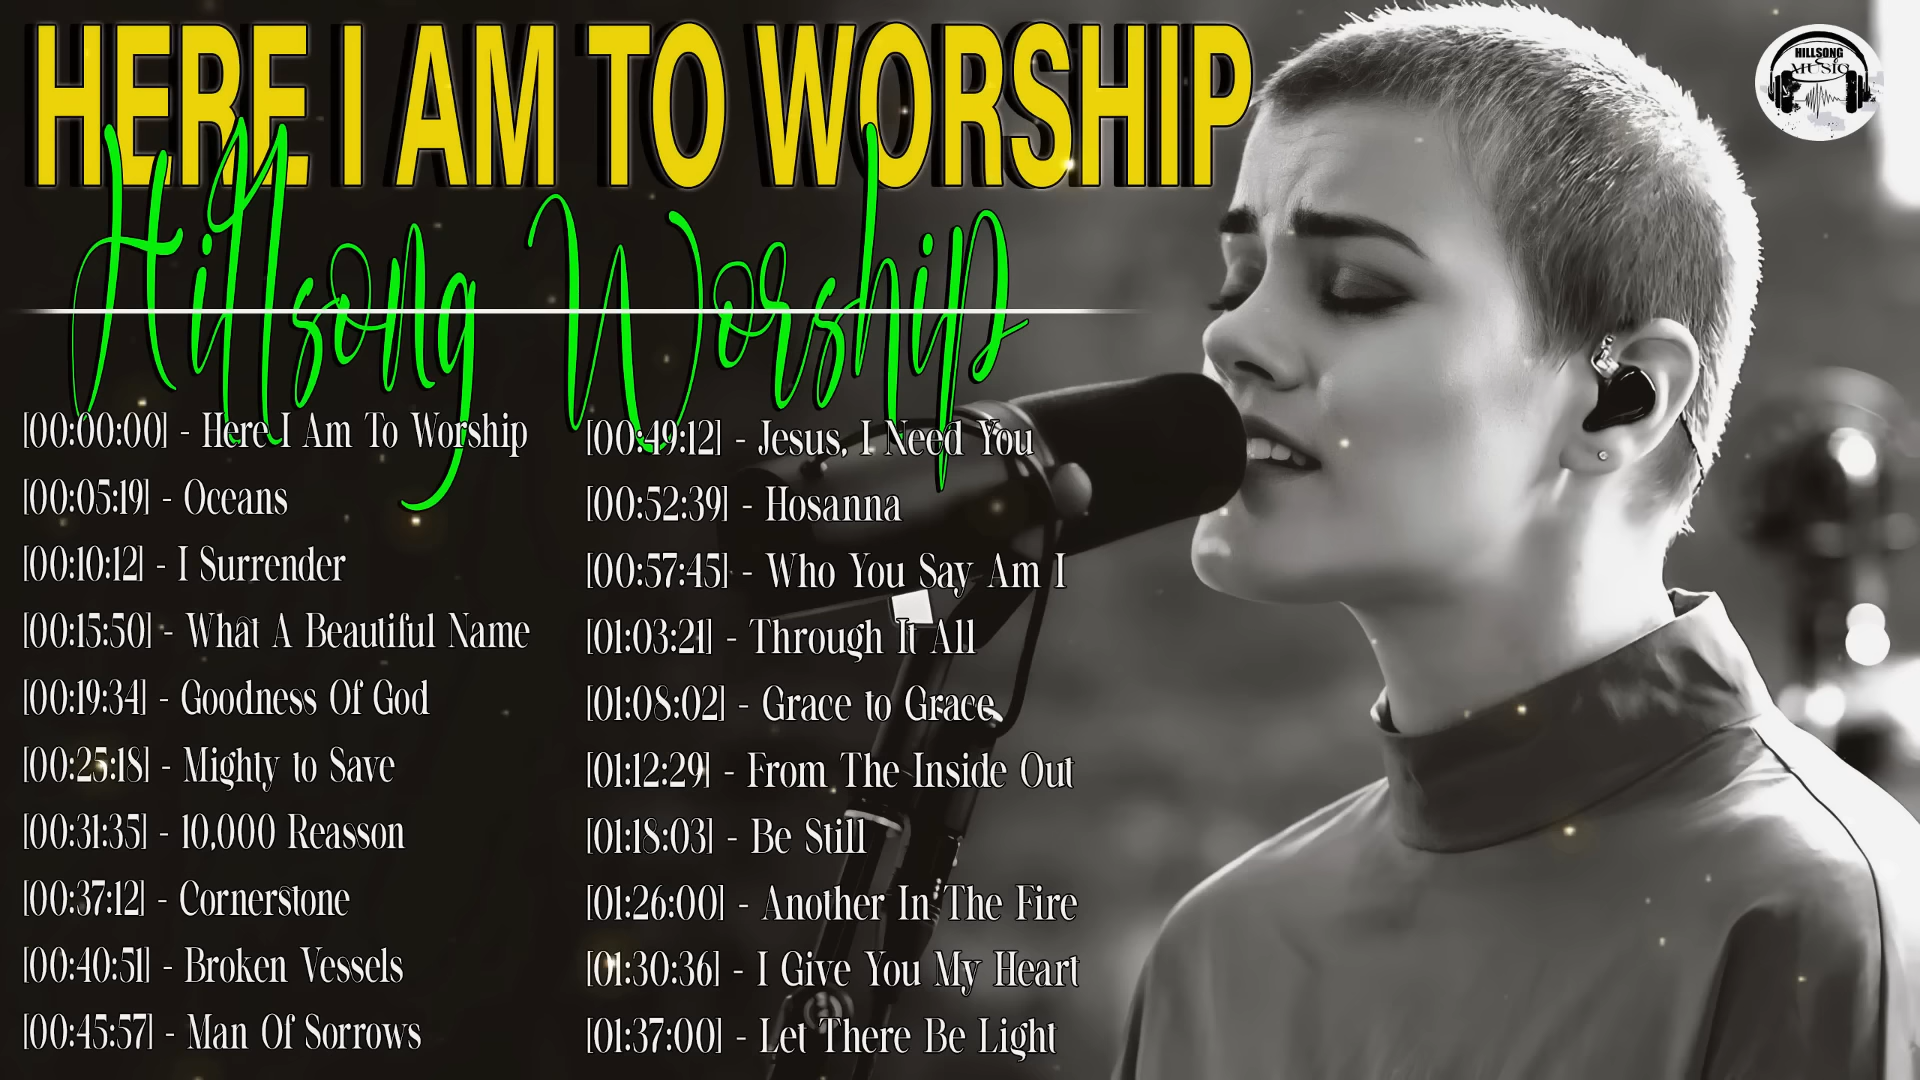 HERE I AM TO WORSHIP
Hillsong Worship
HILLSONG
MUSIC
[00:00:00] - Here I Am To Worship
[00:05:19] - Oceans
[00:10:12] - I Surrender
[00:15:50] - What A Beautiful Name
[00:19:34] - Goodness Of God
[00:25:18] - Mighty to Save
[00:31:35] - 10,000 Reasson
[00:37:12] - Cornerstone
[00:40:51] - Broken Vessels
[00:45:57] - Man Of Sorrows
[00:49:12] - Jesus, I Need You
[00:52:39] - Hosanna
[00:57:45] - Who You Say Am I
[01:03:21] - Through It All
[01:08:02] - Grace to Grace
[01:12:29] - From The Inside Out
[01:18:03] - Be Still
[01:26:00] - Another In The Fire
[01:30:36] - I Give You My Heart
[01:37:00] - Let There Be Light